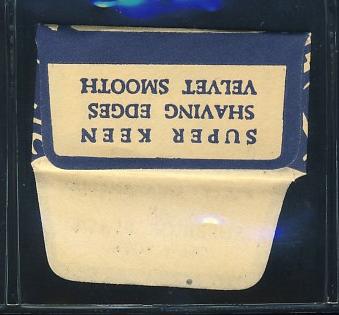 SUPER KEEN
SHAVING EDGES
VELVET SMOOTH